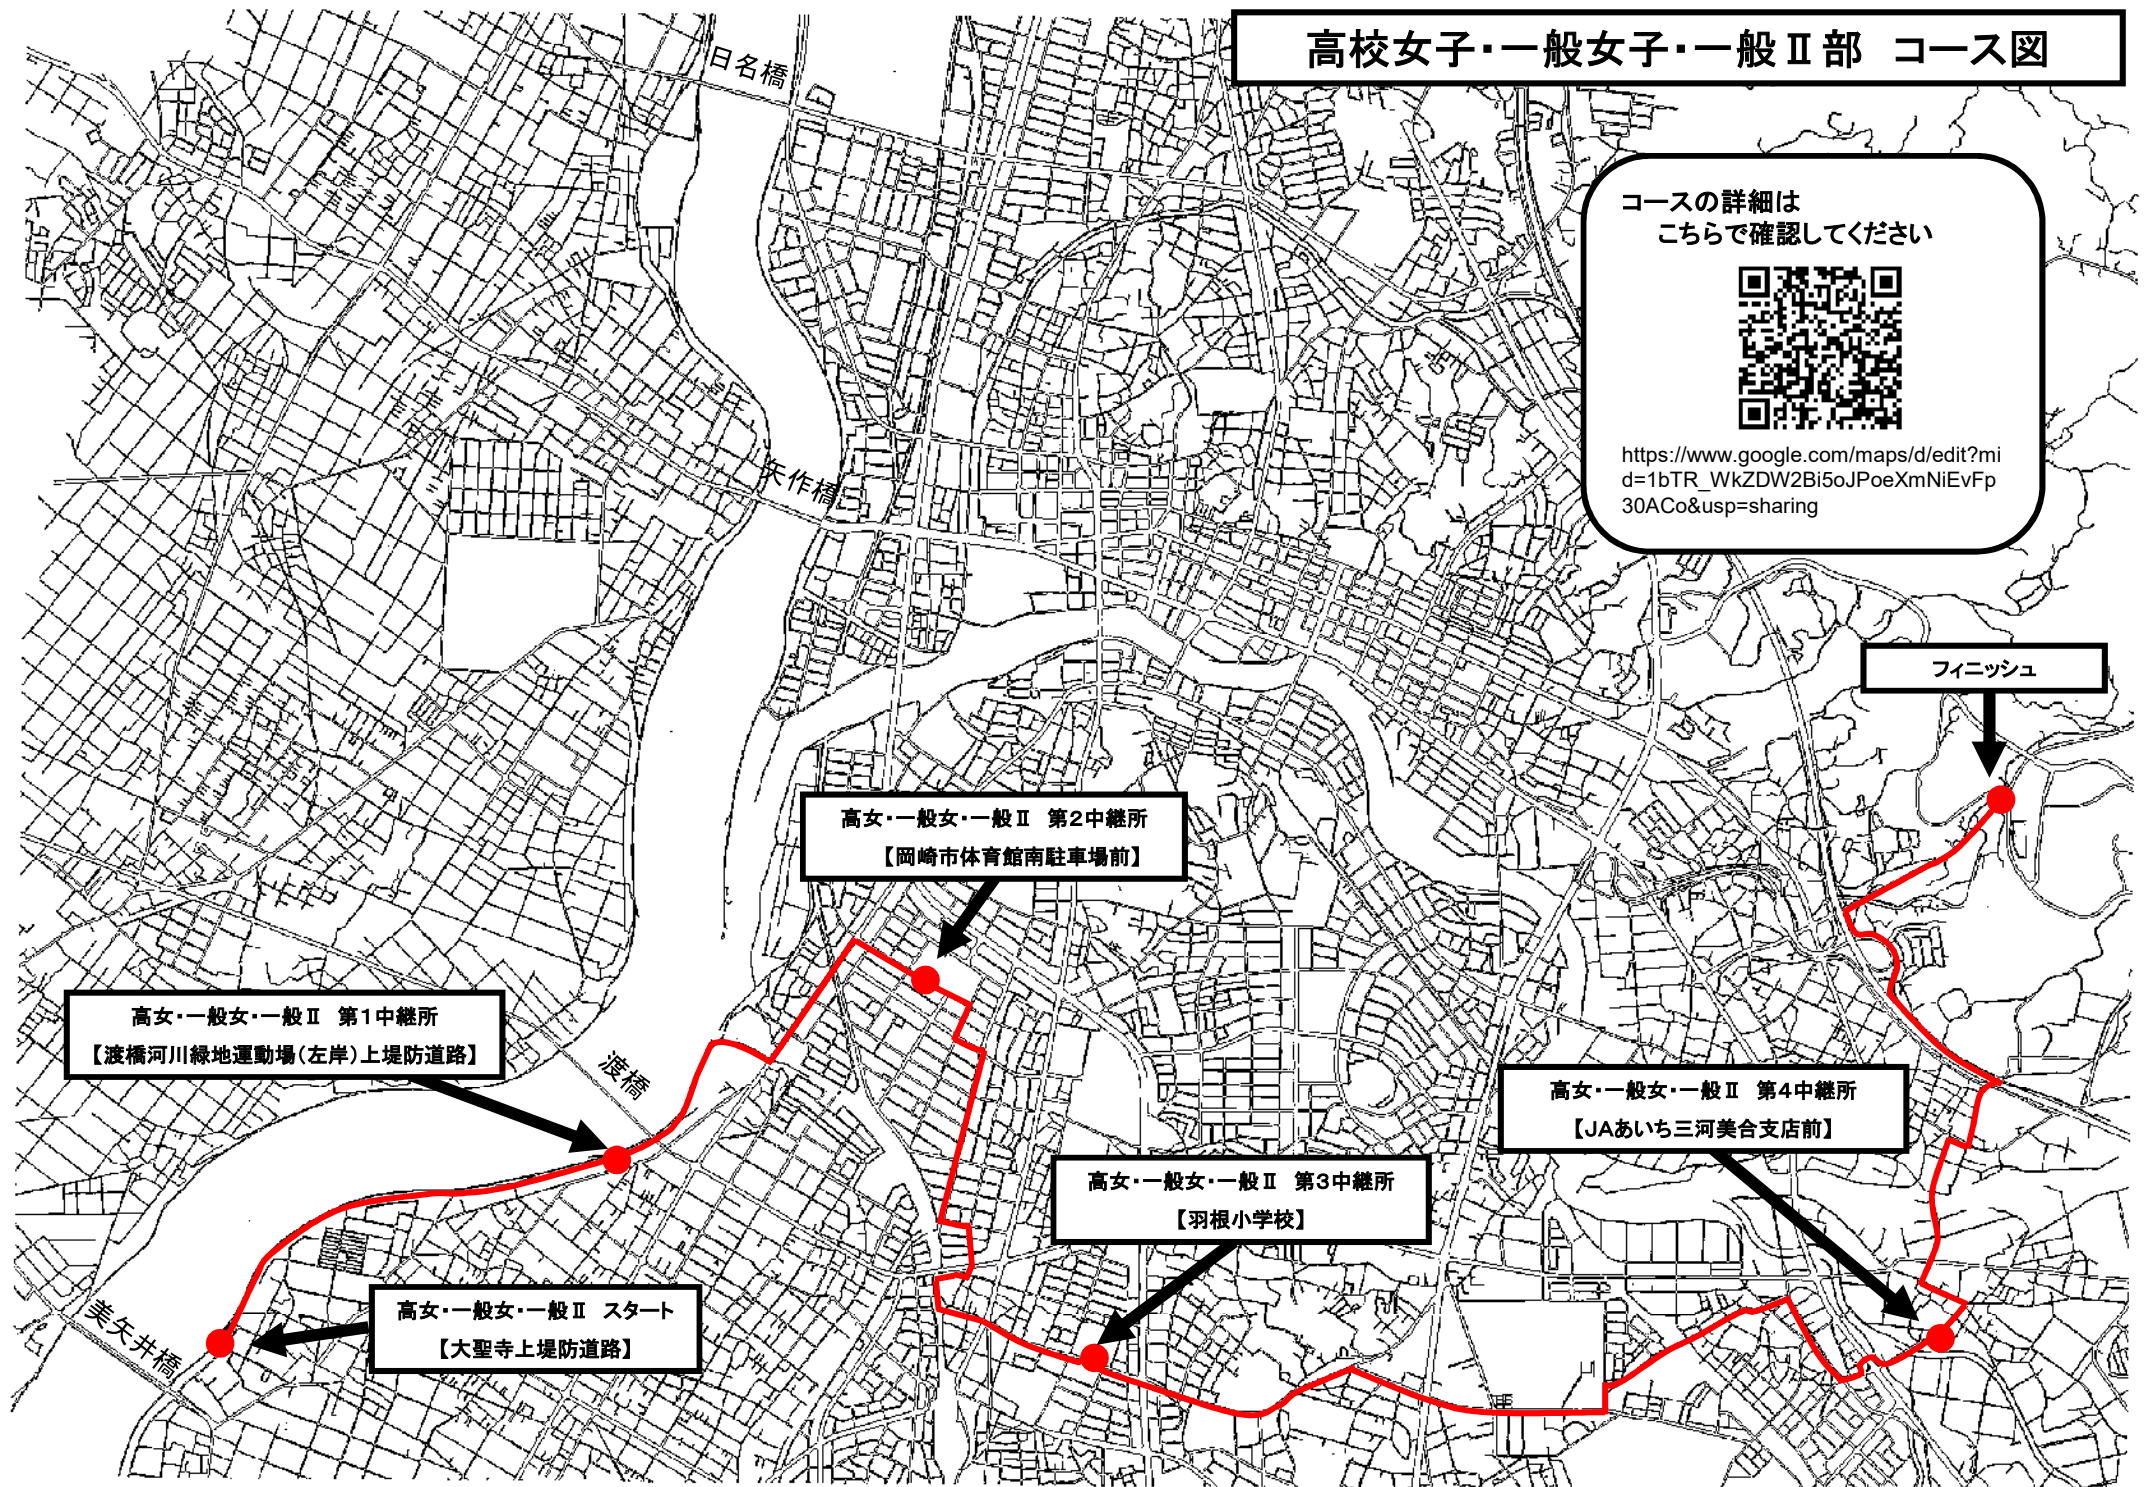 高校女子・一般女子・一般Ⅱ部 コース図
日名橋
コースの詳細は
こちらで確認してください
https://www.google.com/maps/d/edit?mi
d=1bTR_WkZDW2Bi5oJPoeXmNiEvFp
30ACo&usp=sharing
矢作橋
フィニッシュ
高女・一般女・一般Ⅱ 第2中継所
【岡崎市体育館南駐車場前】
高女・一般女・一般Ⅱ 第1中継所
【渡橋河川緑地運動場(左岸)上堤防道路】
渡橋
高女・一般女・一般Ⅱ 第4中継所
【JAあいち三河美合支店前】
高女・一般女・一般Ⅱ 第3中継所
【羽根小学校】
高女・一般女・一般Ⅱ スタート
【大聖寺上堤防道路】
美矢井橋